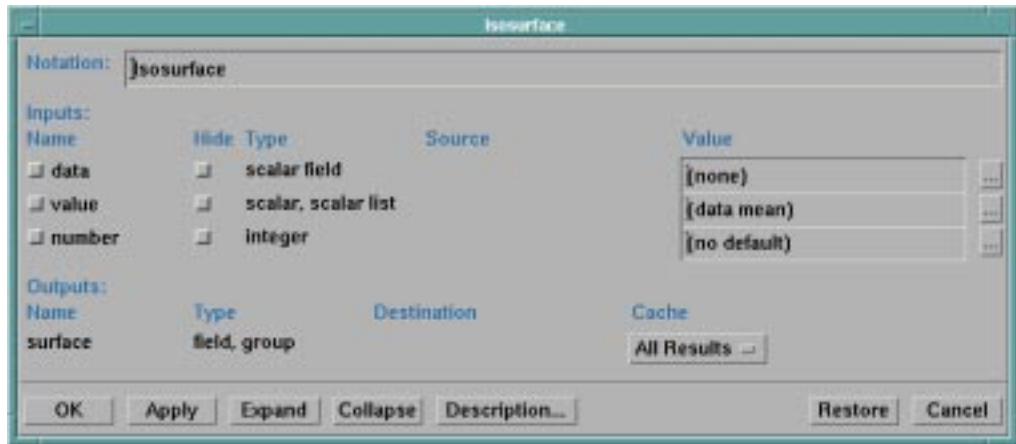 Isosurface
Notation: Isosurface
Inputs:
Name Hide Type Source Value
data scalar field (none) ...
value scalar, scalar list (data mean) ...
number integer (no default) ...
Outputs:
Name Type Destination Cache
surface field, group All Results
OK Apply Expand Collapse Description... Restore Cancel